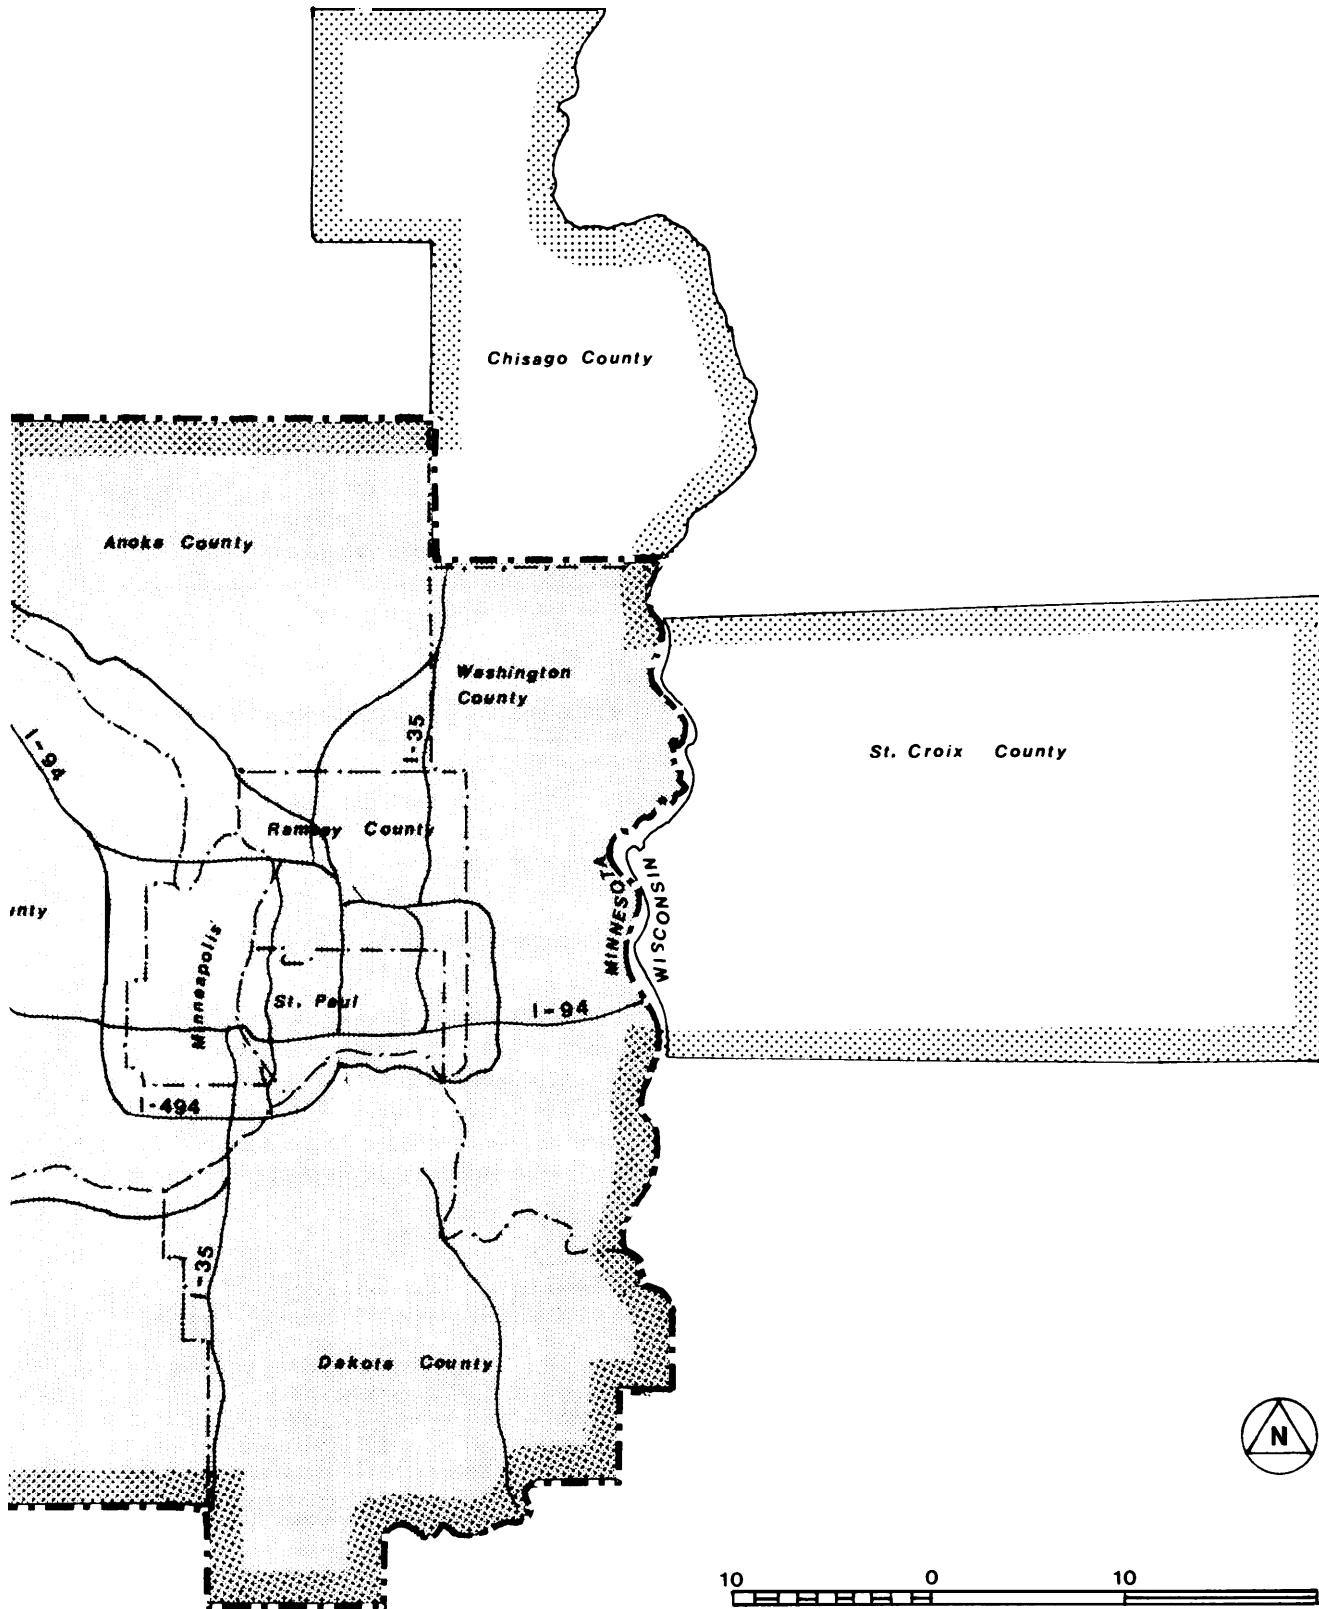 Chisago County
Anoka County
Washington
County
I-35
I-94
St. Croix County
Ramsey County
MINNESOTA
WISCONSIN
Minneapolis
St. Paul
I-94
I-494
I-35
Dakota County
N
10 0 10